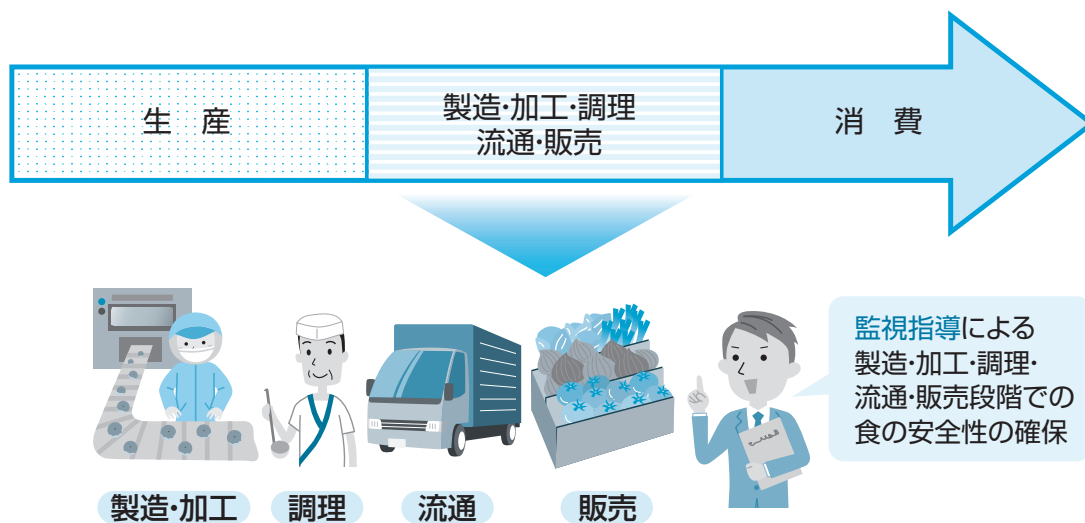 生 産
製造・加工・調理
流通・販売
消 費
監視指導による
製造・加工・調理・
流通・販売段階での
食の安全性の確保
製造・加工
調理
流通
販売